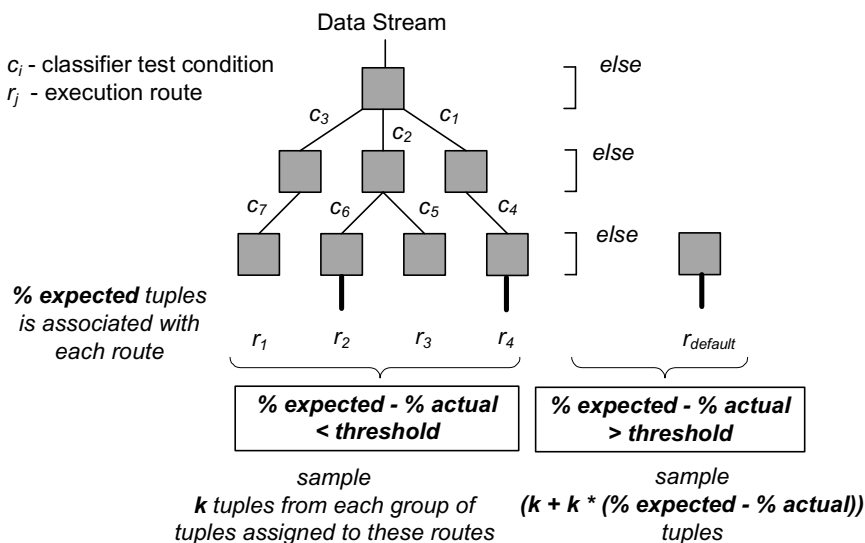 Data Stream
c_i - classifier test condition
r_j - execution route
else
c_3
c_2
c_1
else
c_7
c_6
c_5
c_4
else
% expected tuples
is associated with
each route
r_1
r_2
r_3
r_4
r_default
% expected - % actual
< threshold
% expected - % actual
> threshold
sample
k tuples from each group of
tuples assigned to these routes
sample
(k + k * (% expected - % actual))
tuples